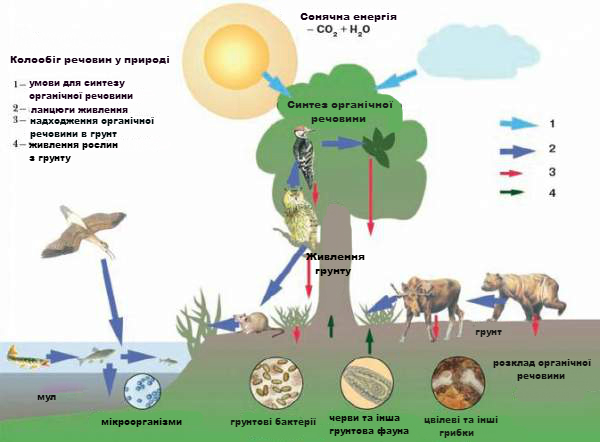 Сонячна енергія
– CO₂ + H₂O
Колообіг речовин у природі
1 – умови для синтезу
органічної речовини
2 – ланцюги живлення
3 – надходження органічної
речовини в грунт
4 – живлення рослин
з грунту
Синтез органічної
речовини
1
2
3
4
Живлення
грунту
грунт
розклад органічної
речовини
мул
мікроорганізми
грунтові бактерії
черви та інша
грунтова фауна
цвілеві та інші
грибки